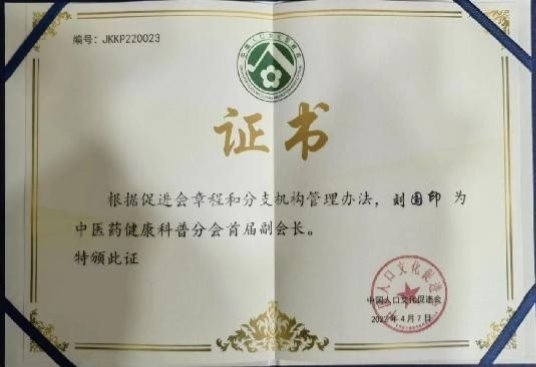 编号：JKKP220023
证书
根据促进会章程和分支机构管理办法，刘国印 为
中医药健康科普分会首届副会长。
特颁此证
中国人口文化促进会
2022年4月7日